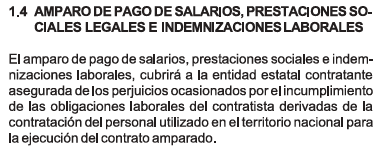 1.4 AMPARO DE PAGO DE SALARIOS, PRESTACIONES SO-
CIALES LEGALES E INDEMNIZACIONES LABORALES
El amparo de pago de salarios, prestaciones sociales e indem-
nizaciones laborales, cubrirá a la entidad estatal contratante
asegurada de los perjuicios ocasionados por el incumplimiento
de las obligaciones laborales del contratista derivadas de la
contratación del personal utilizado en el territorio nacional para
la ejecución del contrato amparado.